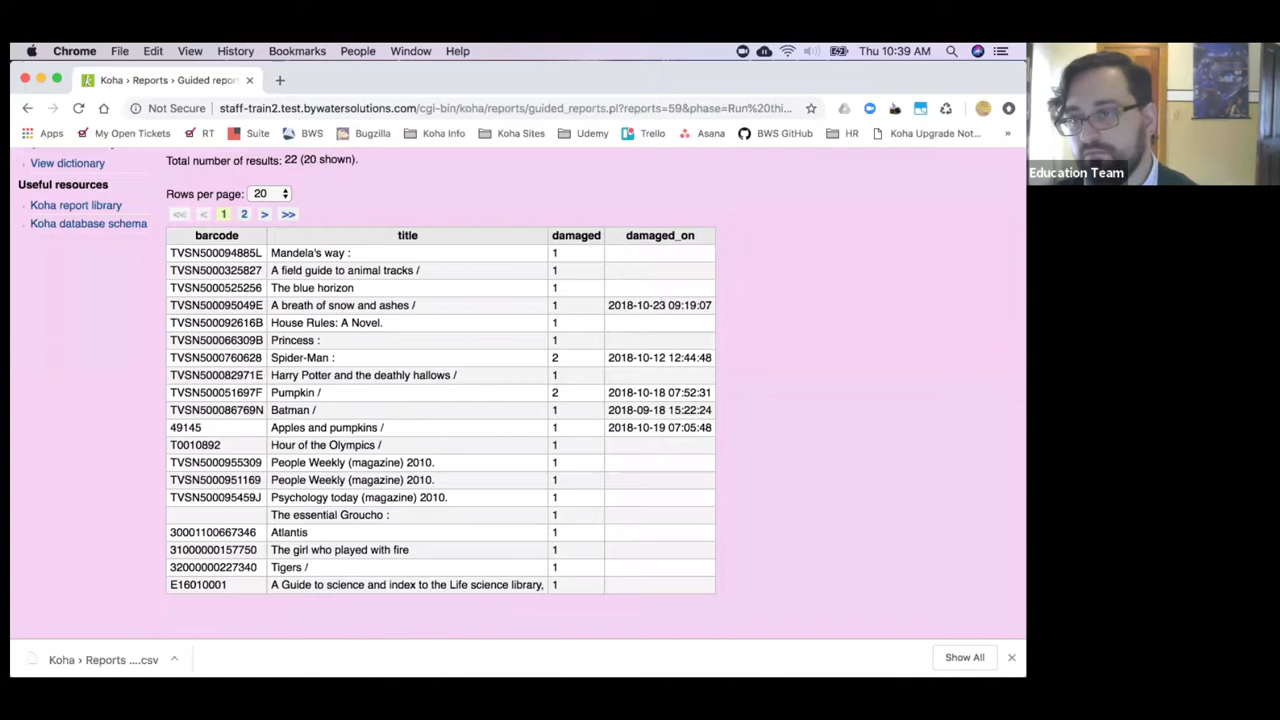 Chrome File Edit View History Bookmarks People Window Help Thu 10:39 AM
Koha › Reports › Guided repor
Not Secure staff-train2.test.bywatersolutions.com/cgi-bin/koha/reports/guided_reports.pl?reports=59&phase=Run%20thi...
Apps My Open Tickets RT Suite BWS Bugzilla Koha Info Koha Sites Udemy Trello Asana BWS GitHub HR Koha Upgrade Not... »
Education Team
View dictionary
Useful resources
Koha report library
Koha database schema
Total number of results: 22 (20 shown).
Rows per page: 20
<< < 1 2 > >>
barcode title damaged damaged_on
TVSN500094885L Mandela's way : 1
TVSN5000325827 A field guide to animal tracks / 1
TVSN5000525256 The blue horizon 1
TVSN500095049E A breath of snow and ashes / 1 2018-10-23 09:19:07
TVSN500092616B House Rules: A Novel. 1
TVSN500066309B Princess : 1
TVSN5000760628 Spider-Man : 2 2018-10-12 12:44:48
TVSN500082971E Harry Potter and the deathly hallows / 1
TVSN500051697F Pumpkin / 2 2018-10-18 07:52:31
TVSN500086769N Batman / 1 2018-09-18 15:22:24
49145 Apples and pumpkins / 1 2018-10-19 07:05:48
T0010892 Hour of the Olympics / 1
TVSN5000955309 People Weekly (magazine) 2010. 1
TVSN5000951169 People Weekly (magazine) 2010. 1
TVSN500095459J Psychology today (magazine) 2010. 1
The essential Groucho : 1
30001100667346 Atlantis 1
31000000157750 The girl who played with fire 1
32000000227340 Tigers / 1
E16010001 A Guide to science and index to the Life science library, 1
Koha › Reports ....csv
Show All